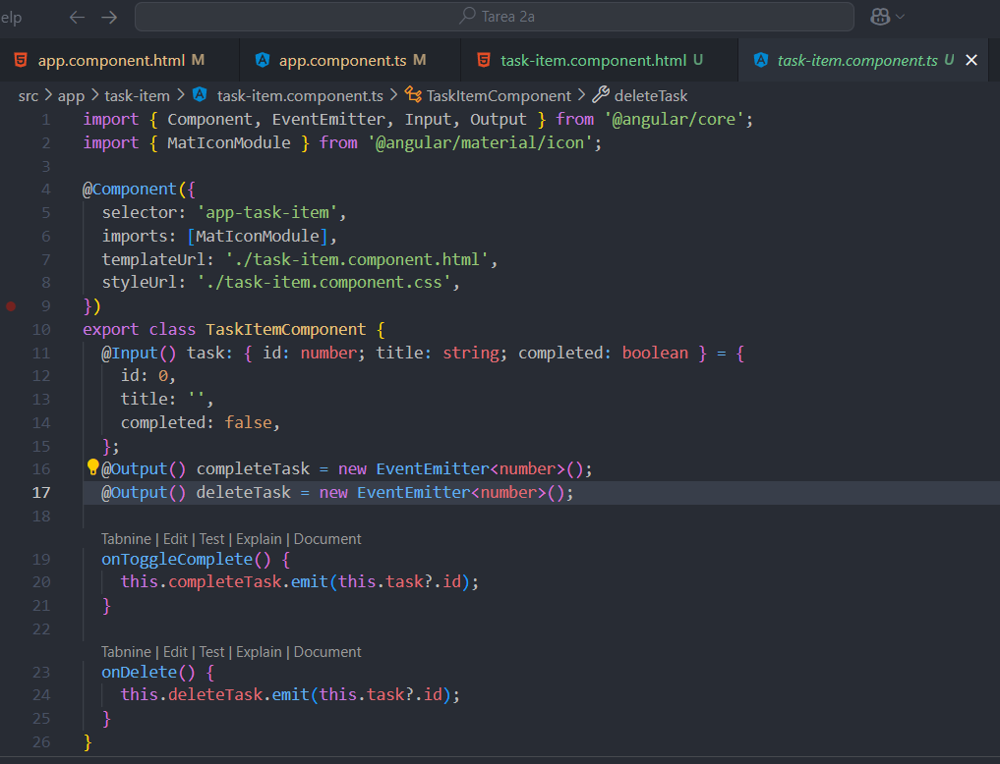 elp
Tarea 2a
app.component.html M
app.component.ts M
task-item.component.html U
task-item.component.ts U
src > app > task-item > task-item.component.ts > TaskItemComponent > deleteTask
1 import { Component, EventEmitter, Input, Output } from '@angular/core';
2 import { MatIconModule } from '@angular/material/icon';
3
4 @Component({
5 selector: 'app-task-item',
6 imports: [MatIconModule],
7 templateUrl: './task-item.component.html',
8 styleUrl: './task-item.component.css',
9 })
10 export class TaskItemComponent {
11 @Input() task: { id: number; title: string; completed: boolean } = {
12 id: 0,
13 title: '',
14 completed: false,
15 };
16 @Output() completeTask = new EventEmitter<number>();
17 @Output() deleteTask = new EventEmitter<number>();
18
Tabnine | Edit | Test | Explain | Document
19 onToggleComplete() {
20 this.completeTask.emit(this.task?.id);
21 }
22
Tabnine | Edit | Test | Explain | Document
23 onDelete() {
24 this.deleteTask.emit(this.task?.id);
25 }
26 }